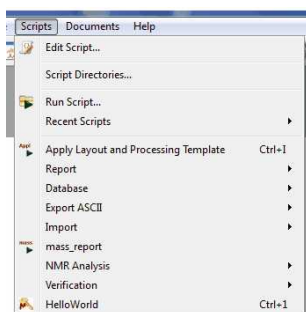 Scripts Documents Help
Edit Script...
Script Directories...
Run Script...
Recent Scripts
Apply Layout and Processing Template Ctrl+I
Report
Database
Export ASCII
Import
mass_report
NMR Analysis
Verification
HelloWorld Ctrl+1